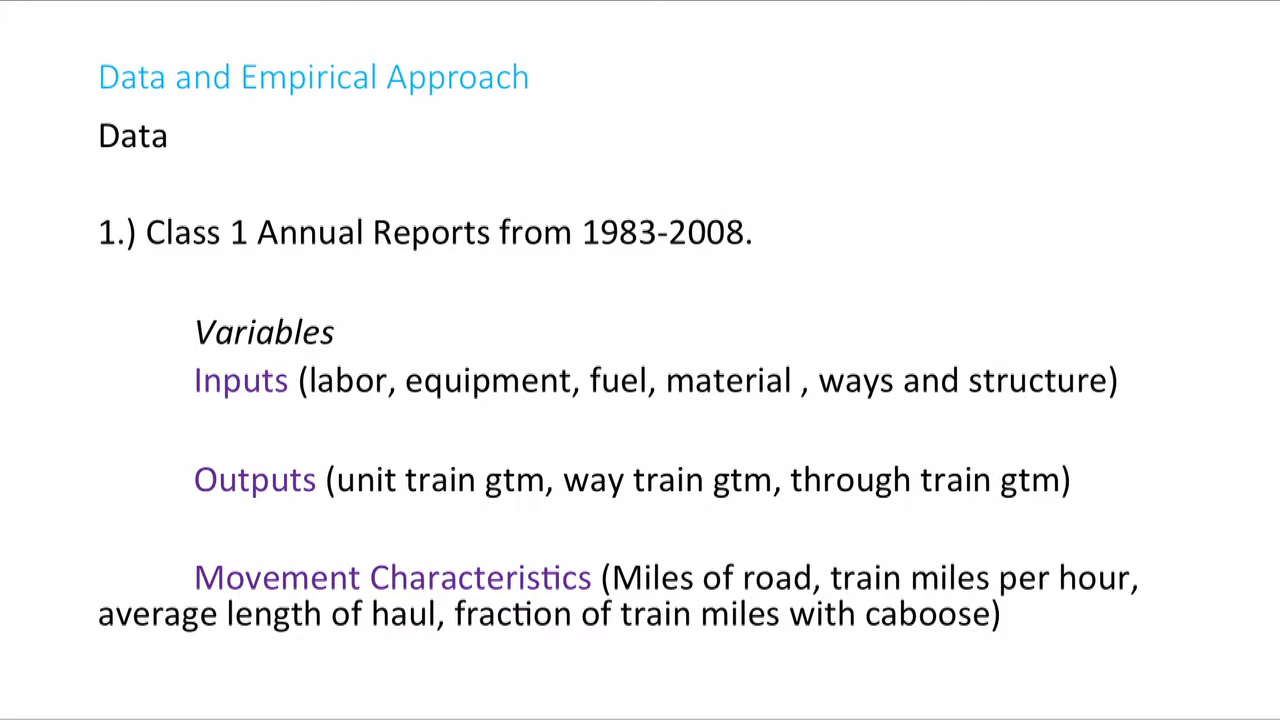 Data and Empirical Approach
Data
1.) Class 1 Annual Reports from 1983-2008.
Variables
Inputs (labor, equipment, fuel, material , ways and structure)
Outputs (unit train gtm, way train gtm, through train gtm)
Movement Characteristics (Miles of road, train miles per hour,
average length of haul, fraction of train miles with caboose)